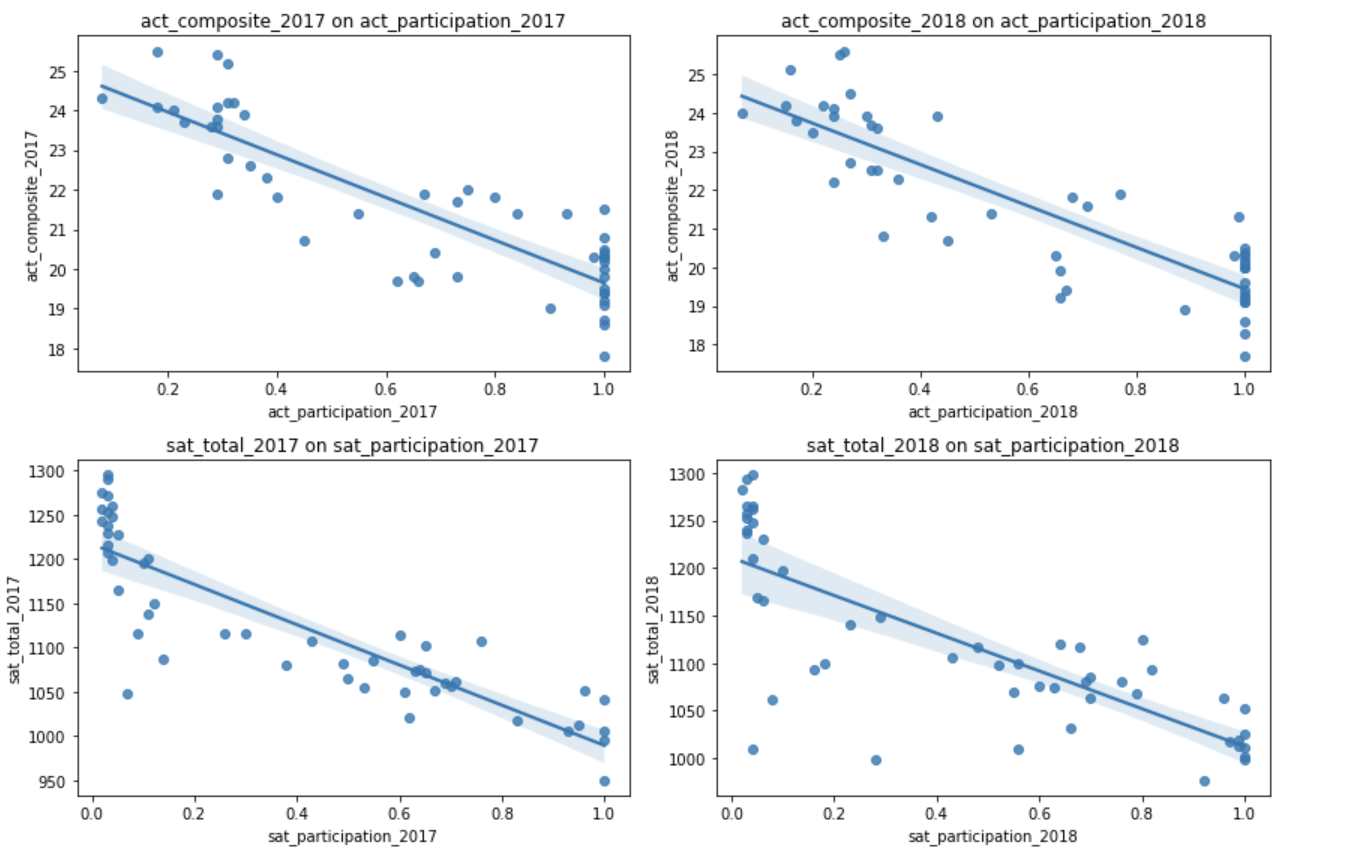 act_composite_2017 on act_participation_2017
act_composite_2017
25
24
23
22
21
20
19
18
0.2 0.4 0.6 0.8 1.0
act_participation_2017
act_composite_2018 on act_participation_2018
act_composite_2018
25
24
23
22
21
20
19
18
0.2 0.4 0.6 0.8 1.0
act_participation_2018
sat_total_2017 on sat_participation_2017
sat_total_2017
1300
1250
1200
1150
1100
1050
1000
950
0.0 0.2 0.4 0.6 0.8 1.0
sat_participation_2017
sat_total_2018 on sat_participation_2018
sat_total_2018
1300
1250
1200
1150
1100
1050
1000
0.0 0.2 0.4 0.6 0.8 1.0
sat_participation_2018